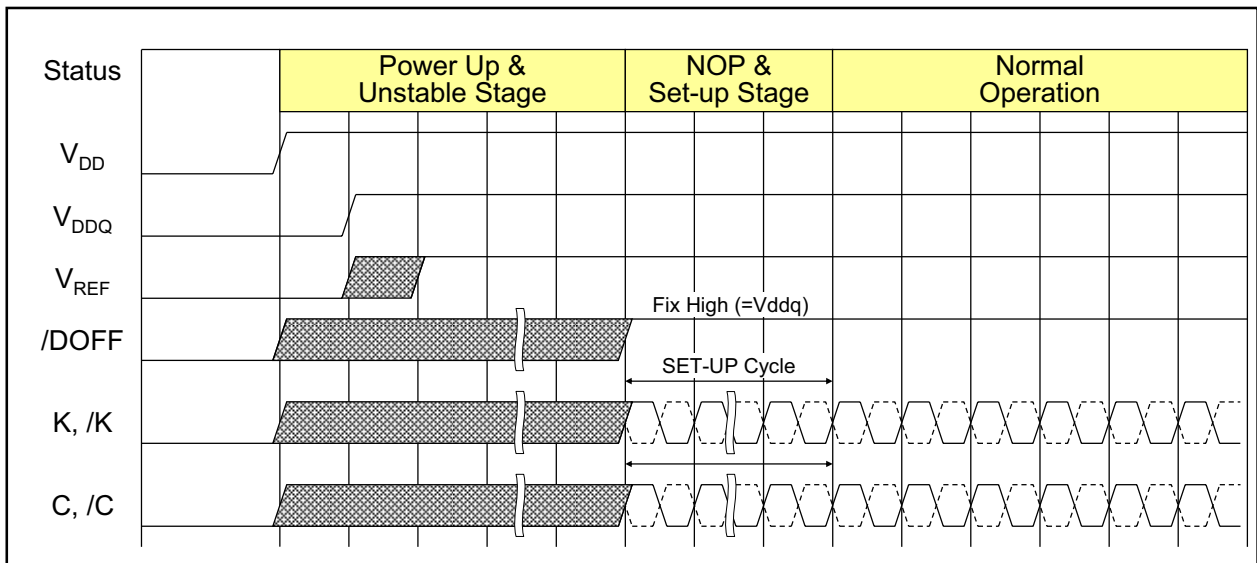 Status
Power Up &
Unstable Stage
NOP &
Set-up Stage
Normal
Operation
VDD
VDDQ
VREF
/DOFF
Fix High (=Vddq)
SET-UP Cycle
K, /K
C, /C